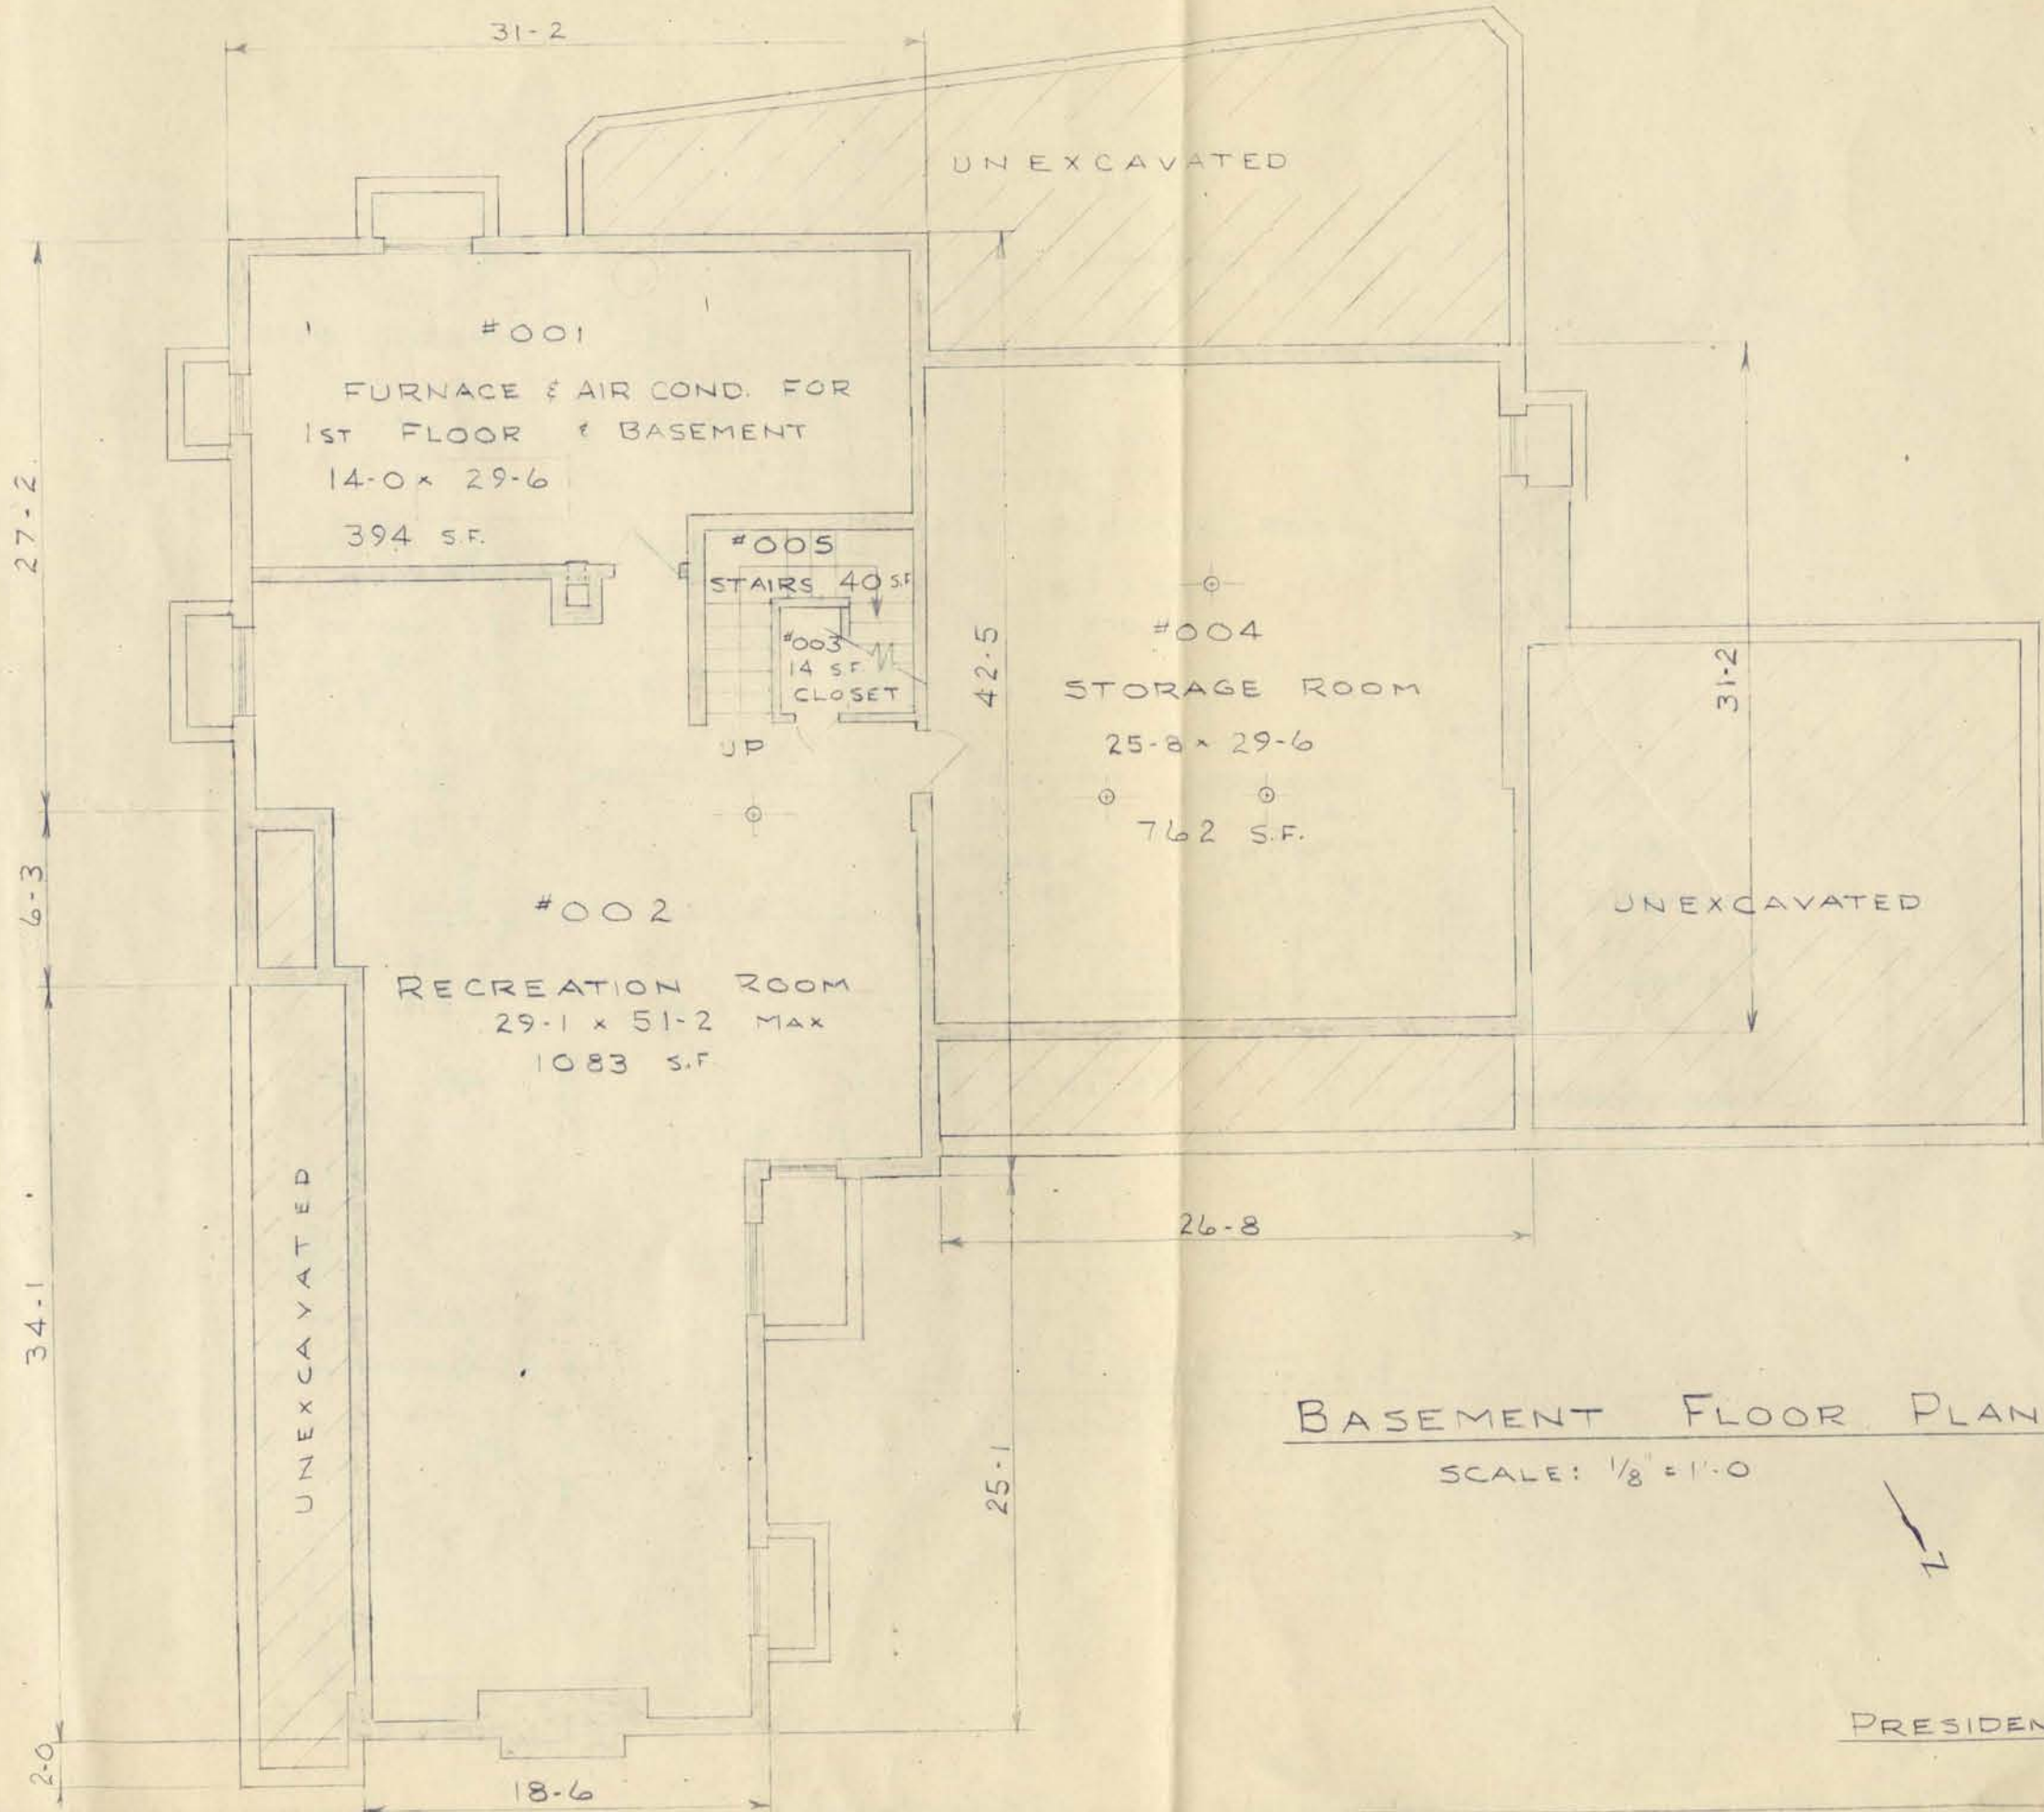 31-2
UNEXCAVATED
#001
FURNACE & AIR COND. FOR
1ST FLOOR & BASEMENT
14-0 x 29-6
394 S.F.
27-2
#005
STAIRS 40 S.F.
#003
14 S.F.
CLOSET
UP
42-5
#004
STORAGE ROOM
25-8 x 29-6
762 S.F.
31-2
UNEXCAVATED
6-3
#002
RECREATION ROOM
29-1 x 51-2 MAX
1083 S.F.
UNEXCAVATED
34-1
26-8
25-1
2-0
18-6
BASEMENT FLOOR PLAN
SCALE: 1/8" = 1'-0
N
PRESIDEN